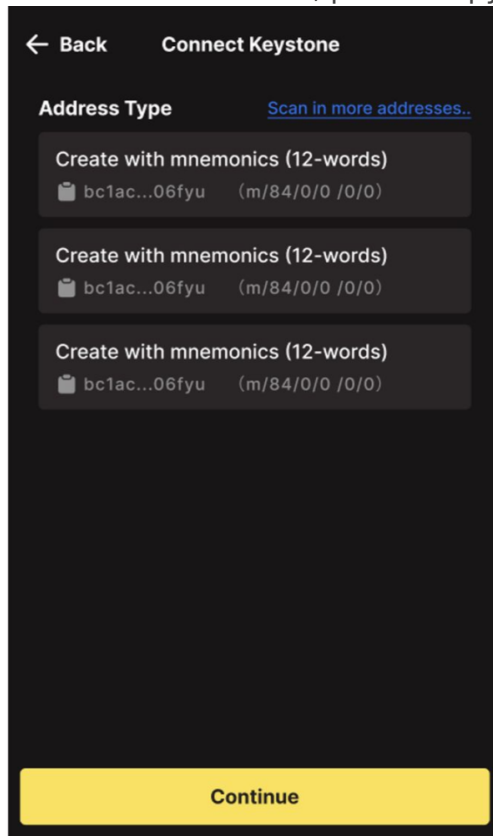 ← Back Connect Keystone
Address Type Scan in more addresses..
Create with mnemonics (12-words)
bc1ac...06fyu (m/84/0/0 /0/0)
Create with mnemonics (12-words)
bc1ac...06fyu (m/84/0/0 /0/0)
Create with mnemonics (12-words)
bc1ac...06fyu (m/84/0/0 /0/0)
Continue